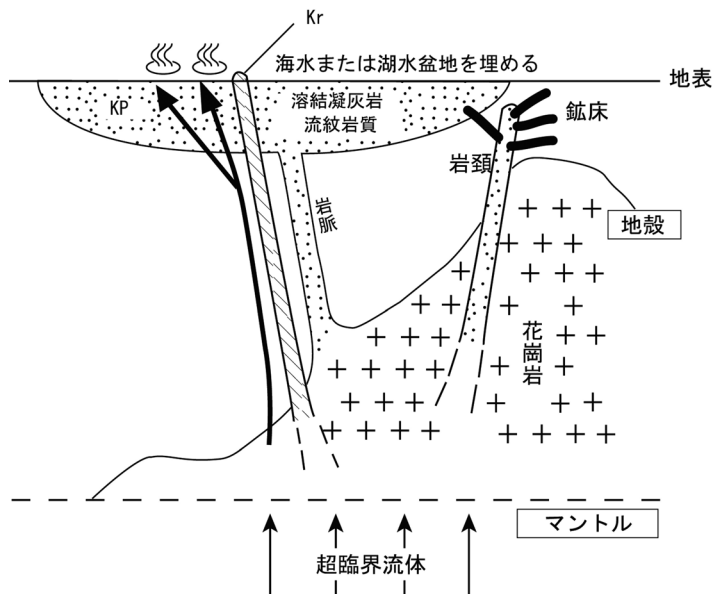 Kr
海水または湖水盆地を埋める
地表
KP
溶結凝灰岩
流紋岩質
鉱床
岩頚
岩脈
地殻
花崗岩
マントル
超臨界流体